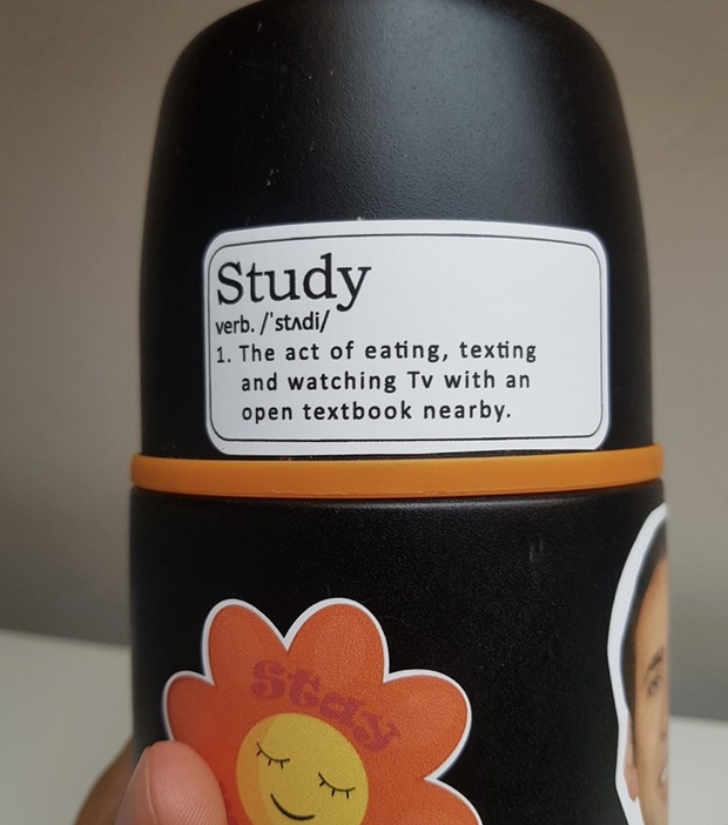 Study
verb. /ˈstʌdi/
1. The act of eating, texting
and watching Tv with an
open textbook nearby.
stay